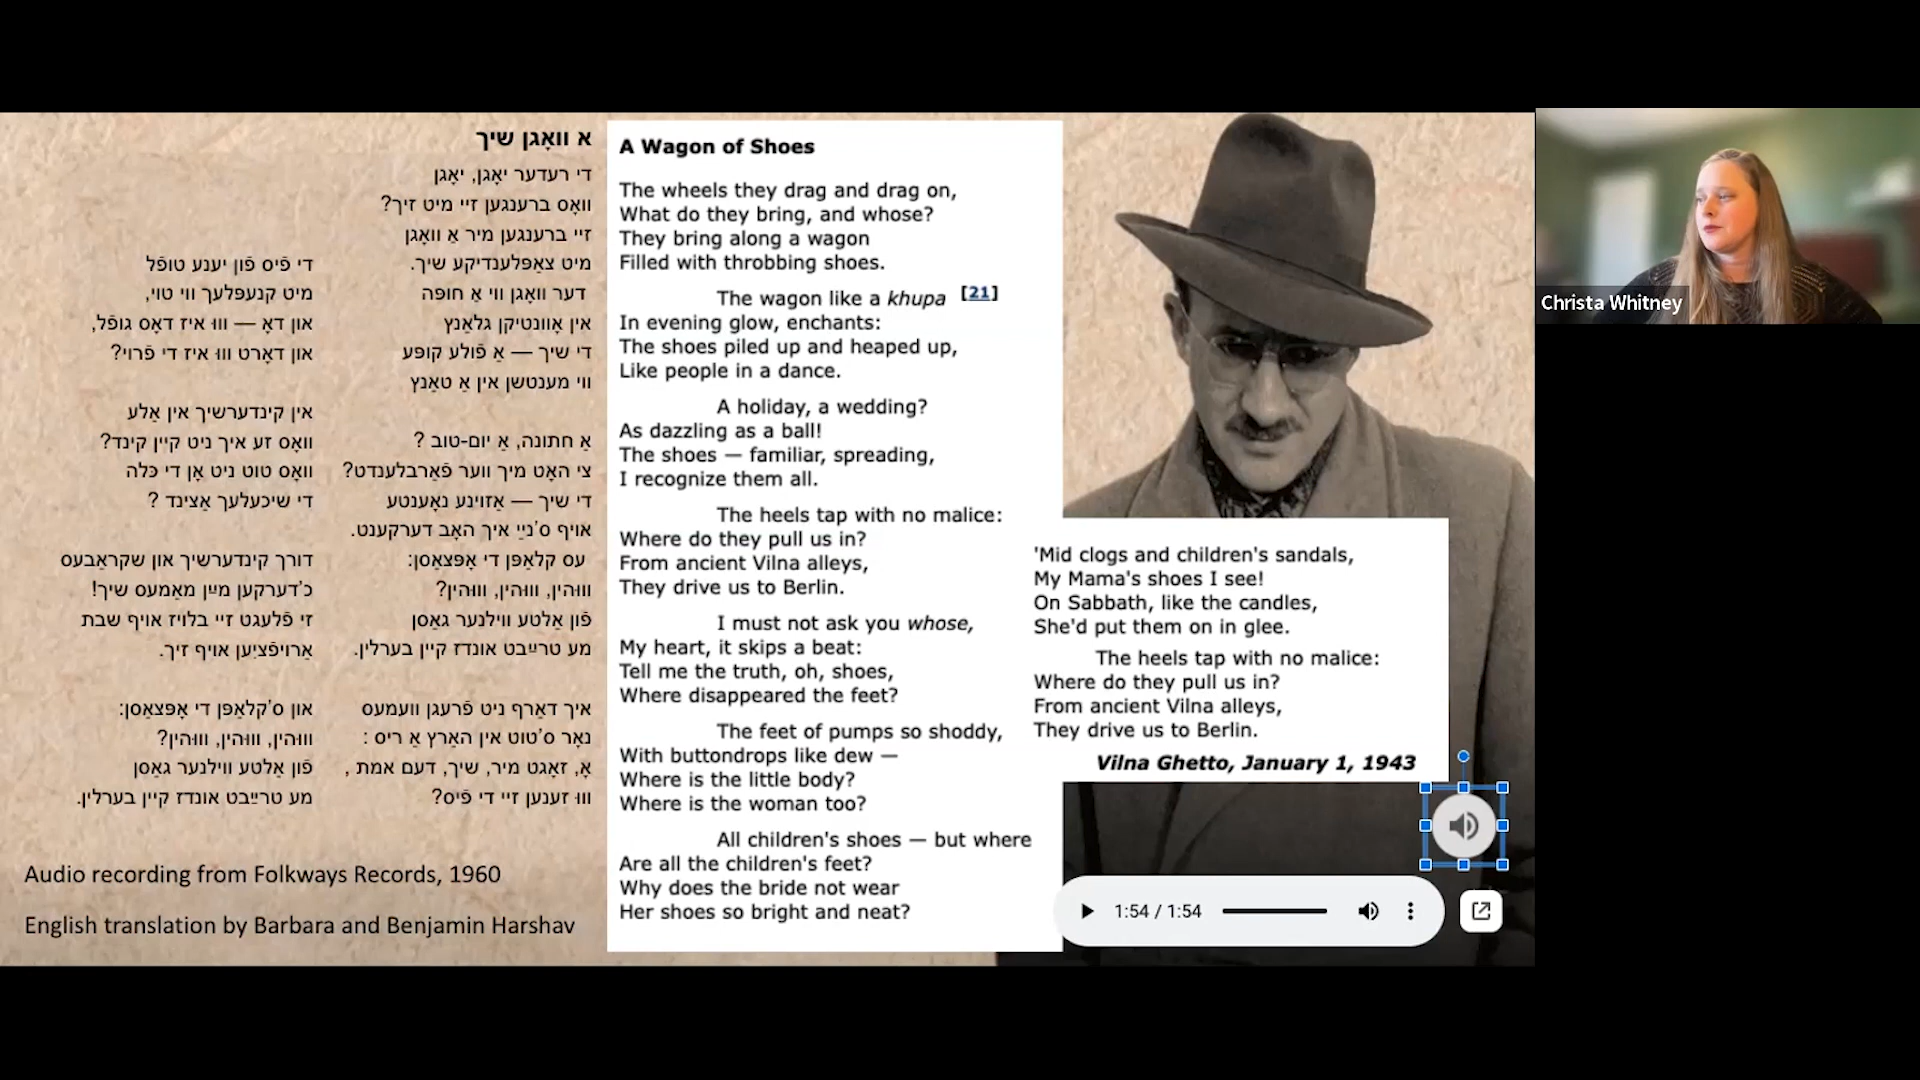 א וואָגן שיך
די רעדער יאָגן, יאָגן
וואָס ברענגען זיי מיט זיך?
זיי ברענגען מיר אַ וואָגן
מיט צאַפּלענדיקע שיך.
דער וואָגן ווי אַ חופּה
אין אָוונטיקן גלאַנץ
די שיך — אַ פֿולע קופּע
ווי מענטשן אין אַ טאַנץ
אַ חתונה, אַ יום-טוב ?
צי האָט מיך ווער פֿאַרבלענדט?
די שיך — אַזוינע נאָענטע
אויף ס'נײַ איך האָב דערקענט.
עס קלאַפּן די אָפּצאַסן:
וווּהין, וווּהין, וווּהין?
פֿון אַלטע ווילנער גאַסן
מע טרײַבט אונדז קיין בערלין.
איך דאַרף ניט פֿרעגן וועמעס
נאָר ס'טוט אין האַרץ אַ ריס :
אָ, זאָגט מיר, שיך, דעם אמת ,
וווּ זענען זיי די פֿיס?
די פֿיס פֿון יענע טופֿל
מיט קנעפּלעך ווי טוי,
און דאָ — וווּ איז דאָס גופֿל,
און דאָרט וווּ איז די פֿרוי?
אין קינדערשיך אין אַלע
וואָס זע איך ניט קיין קינד?
וואָס טוט ניט אָן די כּלה
די שיכעלעך אַצינד ?
דורך קינדערשיך און שקראַבעס
כ'דערקען מײַן מאַמעס שיך!
זי פֿלעגט זיי בלויז אויף שבת
אַרויפֿציִען אויף זיך.
און ס'קלאַפּן די אָפּצאַסן:
וווּהין, וווּהין, וווּהין?
פֿון אַלטע ווילנער גאַסן
מע טרײַבט אונדז קיין בערלין.
Audio recording from Folkways Records, 1960
English translation by Barbara and Benjamin Harshav
A Wagon of Shoes
The wheels they drag and drag on,
What do they bring, and whose?
They bring along a wagon
Filled with throbbing shoes.
The wagon like a khupa [21]
In evening glow, enchants:
The shoes piled up and heaped up,
Like people in a dance.
A holiday, a wedding?
As dazzling as a ball!
The shoes — familiar, spreading,
I recognize them all.
The heels tap with no malice:
Where do they pull us in?
From ancient Vilna alleys,
They drive us to Berlin.
I must not ask you whose,
My heart, it skips a beat:
Tell me the truth, oh, shoes,
Where disappeared the feet?
The feet of pumps so shoddy,
With buttondrops like dew —
Where is the little body?
Where is the woman too?
All children's shoes — but where
Are all the children's feet?
Why does the bride not wear
Her shoes so bright and neat?
'Mid clogs and children's sandals,
My Mama's shoes I see!
On Sabbath, like the candles,
She'd put them on in glee.
The heels tap with no malice:
Where do they pull us in?
From ancient Vilna alleys,
They drive us to Berlin.
Vilna Ghetto, January 1, 1943
1:54 / 1:54
Christa Whitney